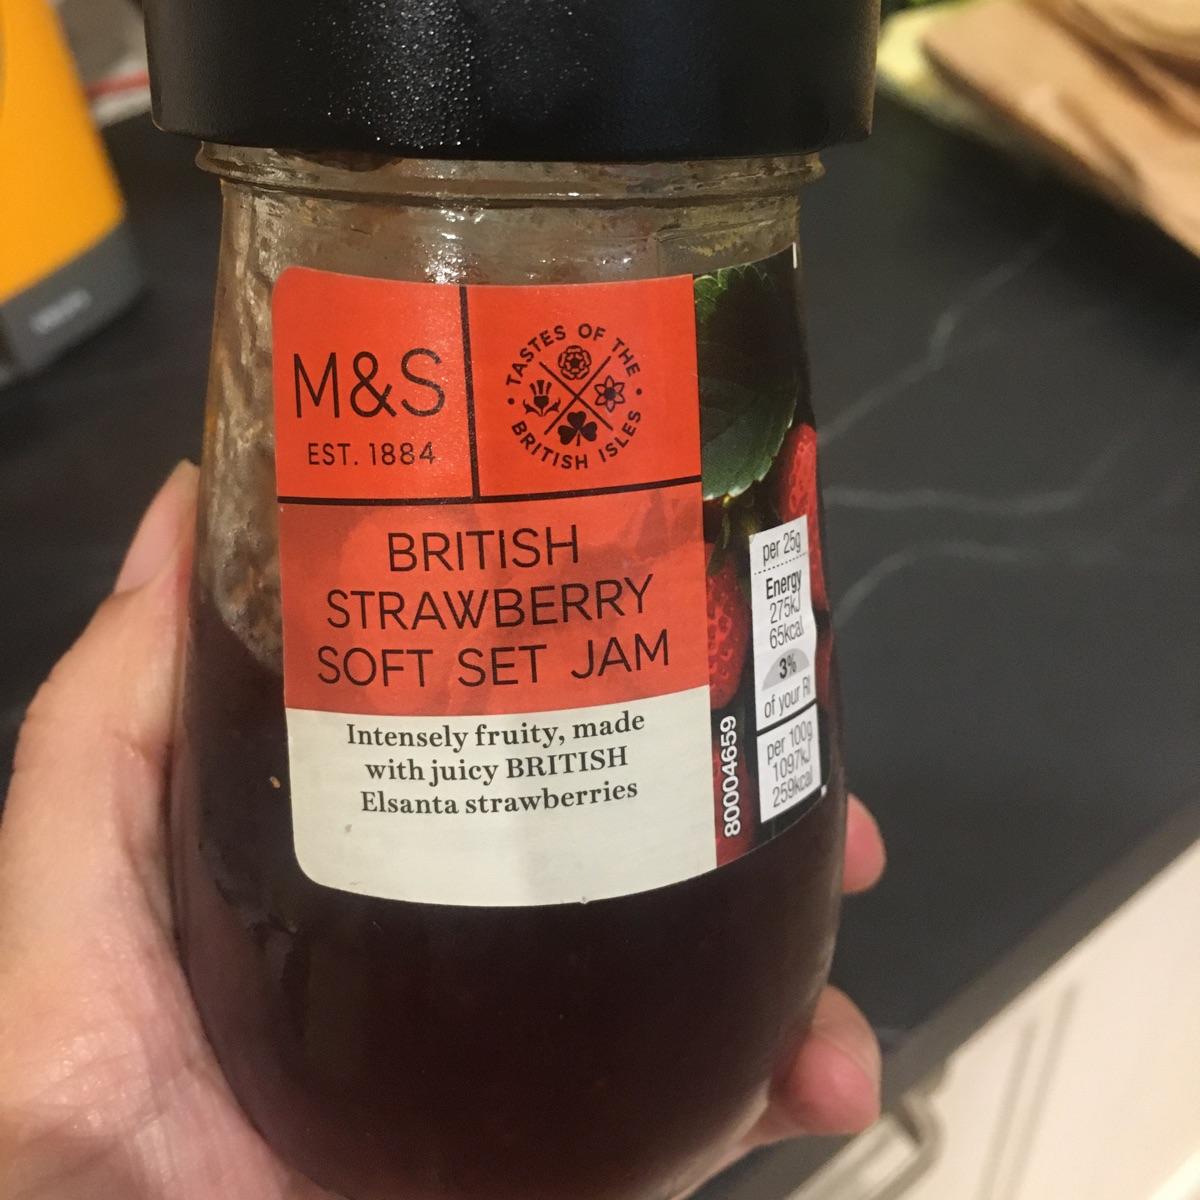 M&S
EST. 1884
TASTES OF THE
BRITISH ISLES
BRITISH
STRAWBERRY
SOFT SET JAM
Intensely fruity, made
with juicy BRITISH
Elsanta strawberries
80004659
per 25g
Energy
275kJ
65kcal
3%
of your RI
per 100g
1097kJ
259kcal